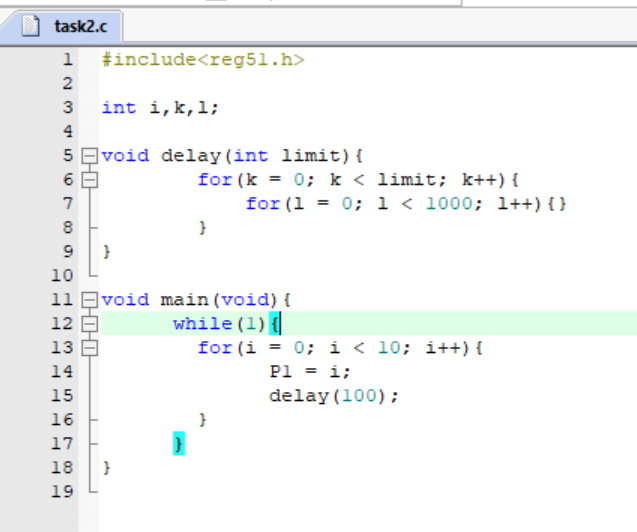 task2.c
1 #include<reg51.h>
2
3 int i,k,l;
4
5 void delay(int limit){
6 for(k = 0; k < limit; k++){
7 for(l = 0; l < 1000; l++){}
8 }
9 }
10
11 void main(void){
12 while(1){
13 for(i = 0; i < 10; i++){
14 P1 = i;
15 delay(100);
16 }
17 }
18 }
19